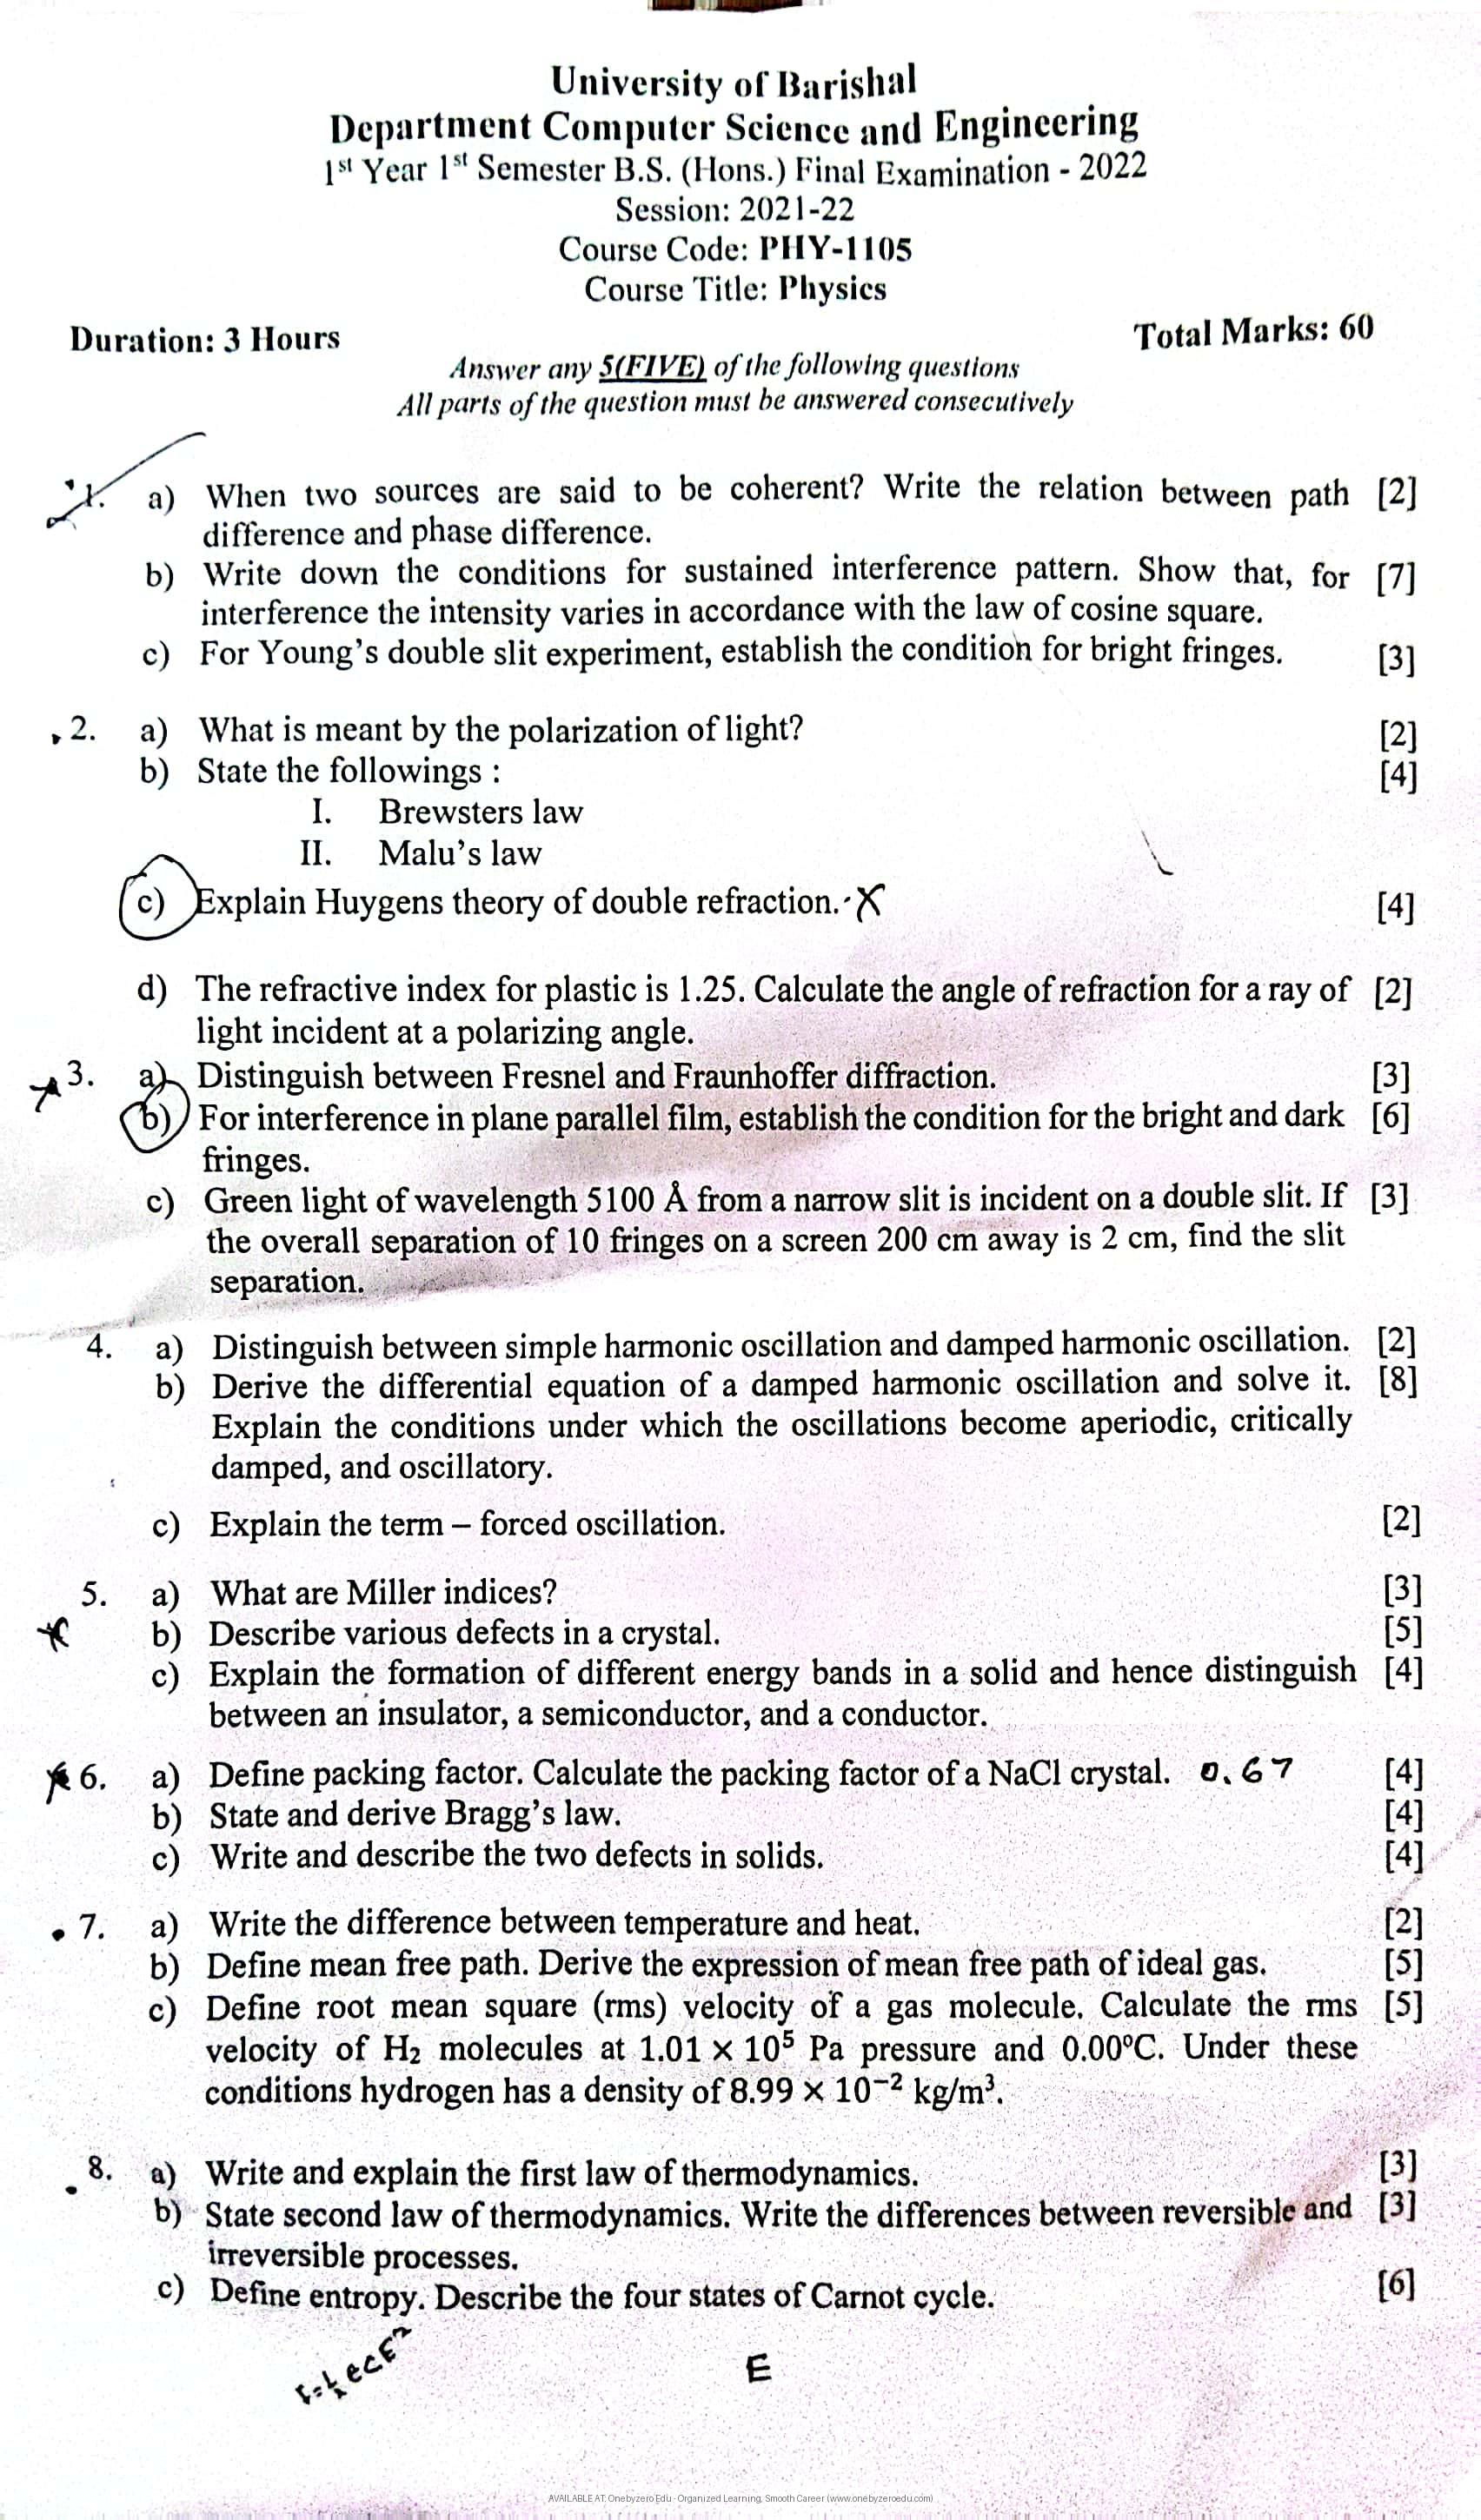 University of Barishal
Department Computer Science and Engineering
1st Year 1st Semester B.S. (Hons.) Final Examination - 2022
Session: 2021-22
Course Code: PHY-1105
Course Title: Physics
Duration: 3 Hours Total Marks: 60
Answer any 5(FIVE) of the following questions
All parts of the question must be answered consecutively
1. a) When two sources are said to be coherent? Write the relation between path [2]
difference and phase difference.
b) Write down the conditions for sustained interference pattern. Show that, for [7]
interference the intensity varies in accordance with the law of cosine square.
c) For Young's double slit experiment, establish the condition for bright fringes. [3]
2. a) What is meant by the polarization of light? [2]
b) State the followings : [4]
I. Brewsters law
II. Malu's law
c) Explain Huygens theory of double refraction. X [4]
d) The refractive index for plastic is 1.25. Calculate the angle of refraction for a ray of [2]
light incident at a polarizing angle.
3. a) Distinguish between Fresnel and Fraunhoffer diffraction. [3]
b) For interference in plane parallel film, establish the condition for the bright and dark [6]
fringes.
c) Green light of wavelength 5100 Å from a narrow slit is incident on a double slit. If [3]
the overall separation of 10 fringes on a screen 200 cm away is 2 cm, find the slit
separation.
4. a) Distinguish between simple harmonic oscillation and damped harmonic oscillation. [2]
b) Derive the differential equation of a damped harmonic oscillation and solve it. [8]
Explain the conditions under which the oscillations become aperiodic, critically
damped, and oscillatory.
c) Explain the term – forced oscillation. [2]
5. a) What are Miller indices? [3]
b) Describe various defects in a crystal. [5]
c) Explain the formation of different energy bands in a solid and hence distinguish [4]
between an insulator, a semiconductor, and a conductor.
6. a) Define packing factor. Calculate the packing factor of a NaCl crystal. 0.67 [4]
b) State and derive Bragg's law. [4]
c) Write and describe the two defects in solids. [4]
7. a) Write the difference between temperature and heat. [2]
b) Define mean free path. Derive the expression of mean free path of ideal gas. [5]
c) Define root mean square (rms) velocity of a gas molecule. Calculate the rms [5]
velocity of H₂ molecules at 1.01 × 10⁵ Pa pressure and 0.00⁰C. Under these
conditions hydrogen has a density of 8.99 × 10⁻² kg/m³.
8. a) Write and explain the first law of thermodynamics. [3]
b) State second law of thermodynamics. Write the differences between reversible and [3]
irreversible processes.
c) Define entropy. Describe the four states of Carnot cycle. [6]
E
AVAILABLE AT: Onebyzero Edu - Organized Learning, Smooth Career (www.onebyzeroedu.com)